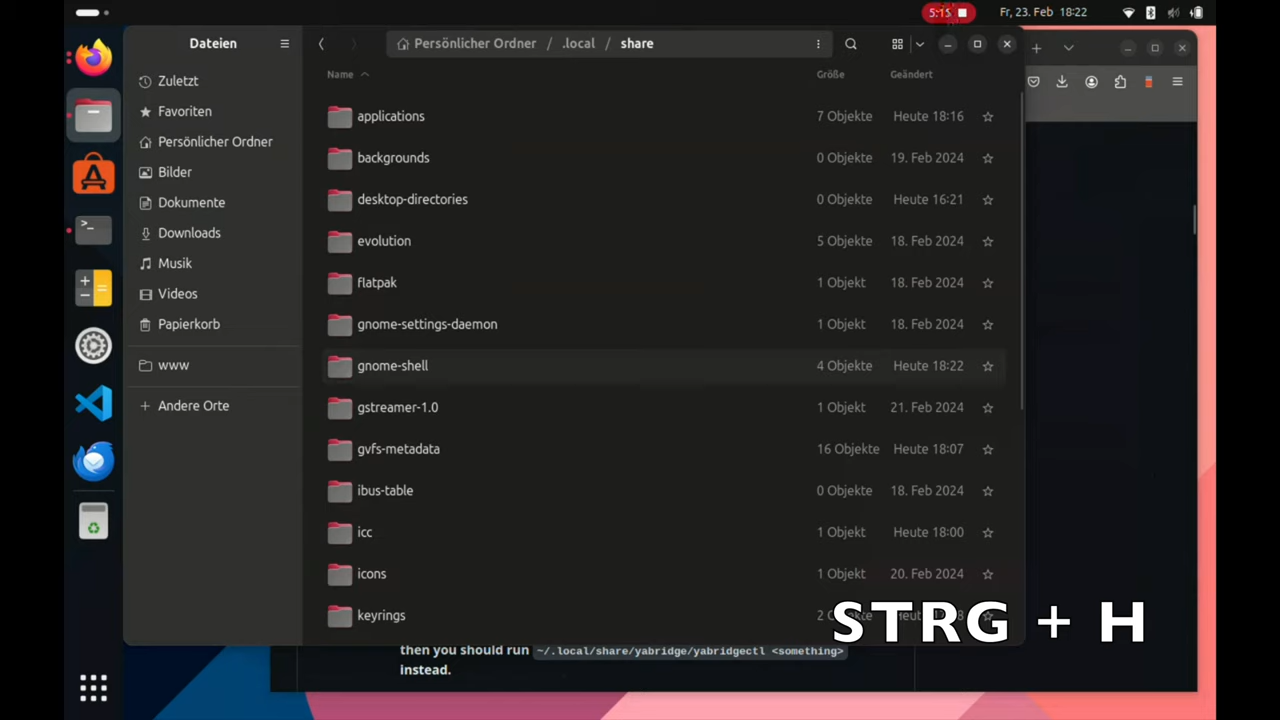 5:15
Fr, 23. Feb 18:22
Dateien
Persönlicher Ordner / .local / share
Name
Größe
Geändert
Zuletzt
Favoriten
Persönlicher Ordner
Bilder
Dokumente
Downloads
Musik
Videos
Papierkorb
www
+ Andere Orte
applications 7 Objekte Heute 18:16
backgrounds 0 Objekte 19. Feb 2024
desktop-directories 0 Objekte Heute 16:21
evolution 5 Objekte 18. Feb 2024
flatpak 1 Objekt 18. Feb 2024
gnome-settings-daemon 1 Objekt 18. Feb 2024
gnome-shell 4 Objekte Heute 18:22
gstreamer-1.0 1 Objekt 21. Feb 2024
gvfs-metadata 16 Objekte Heute 18:07
ibus-table 0 Objekte 18. Feb 2024
icc 1 Objekt Heute 18:00
icons 1 Objekt 20. Feb 2024
keyrings
STRG + H
then you should run ~/.local/share/yabridge/yabridgectl <something>
instead.